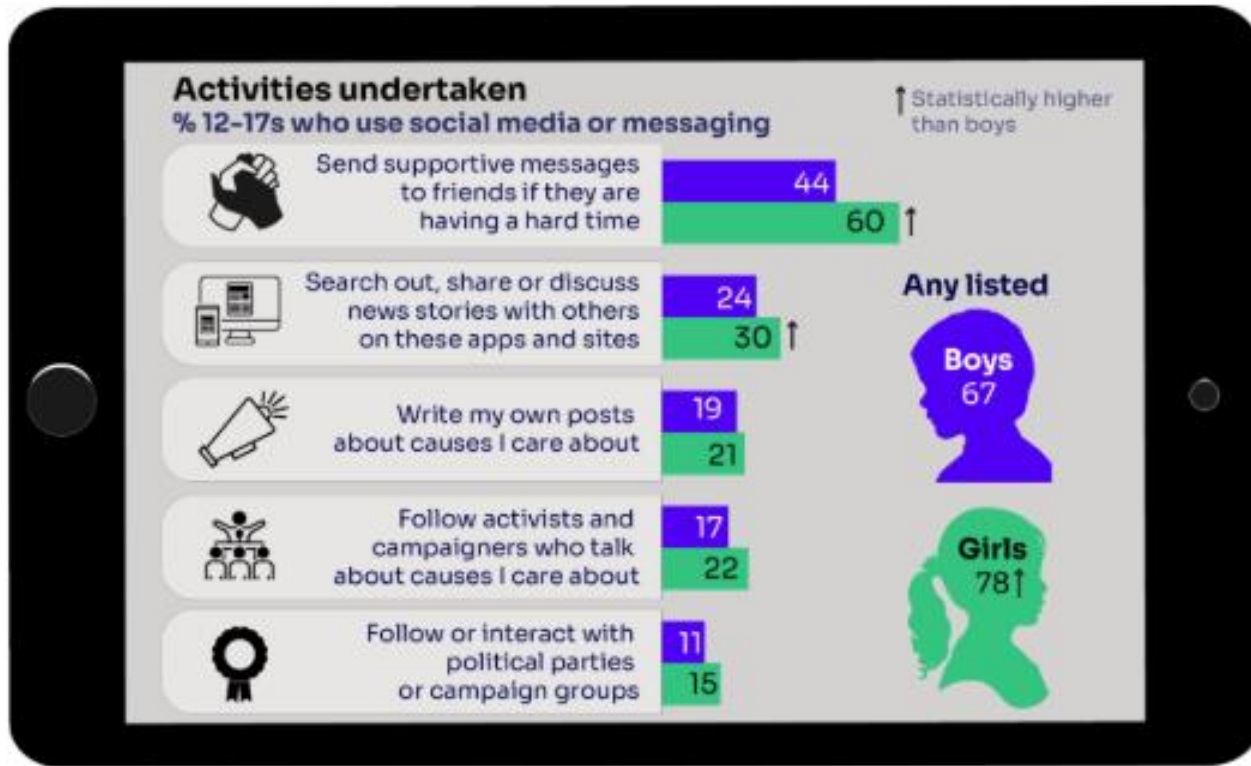 Activities undertaken
% 12-17s who use social media or messaging
↑ Statistically higher
than boys
Send supportive messages
to friends if they are
having a hard time
44
60 ↑
Search out, share or discuss
news stories with others
on these apps and sites
24
30 ↑
Write my own posts
about causes I care about
19
21
Follow activists and
campaigners who talk
about causes I care about
17
22
Follow or interact with
political parties
or campaign groups
11
15
Any listed
Boys
67
Girls
78↑